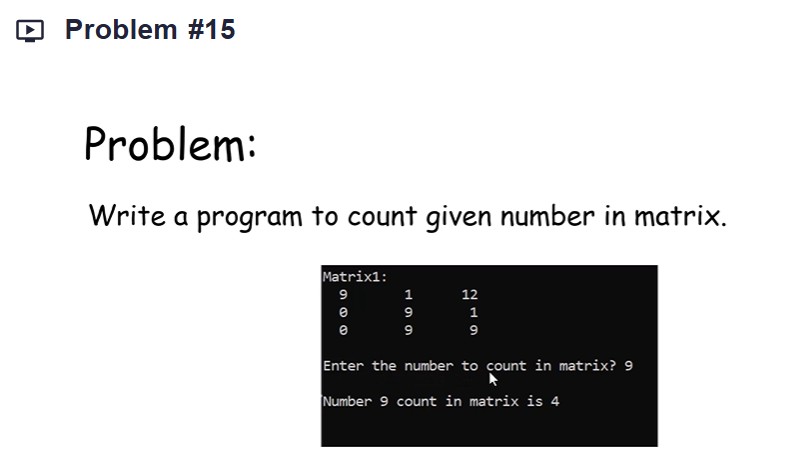 Problem #15
Problem:
Write a program to count given number in matrix.
Matrix1:
9 1 12
0 9 1
0 9 9
Enter the number to count in matrix? 9
Number 9 count in matrix is 4